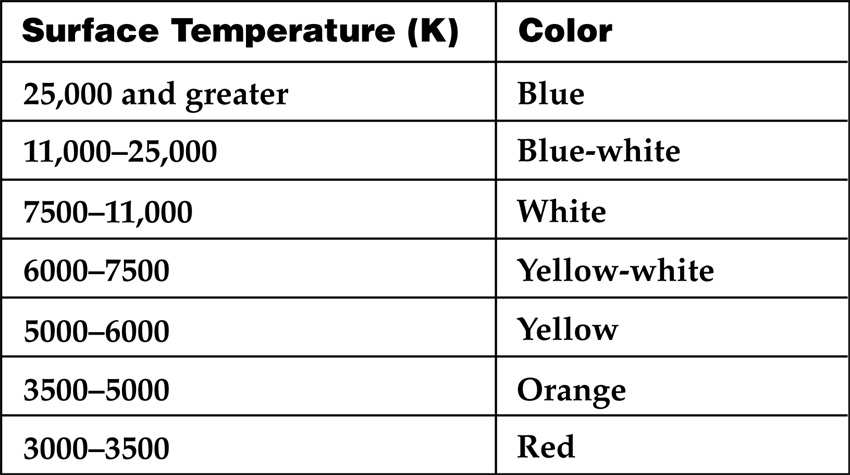 Surface Temperature (K) Color
25,000 and greater Blue
11,000–25,000 Blue-white
7500–11,000 White
6000–7500 Yellow-white
5000–6000 Yellow
3500–5000 Orange
3000–3500 Red